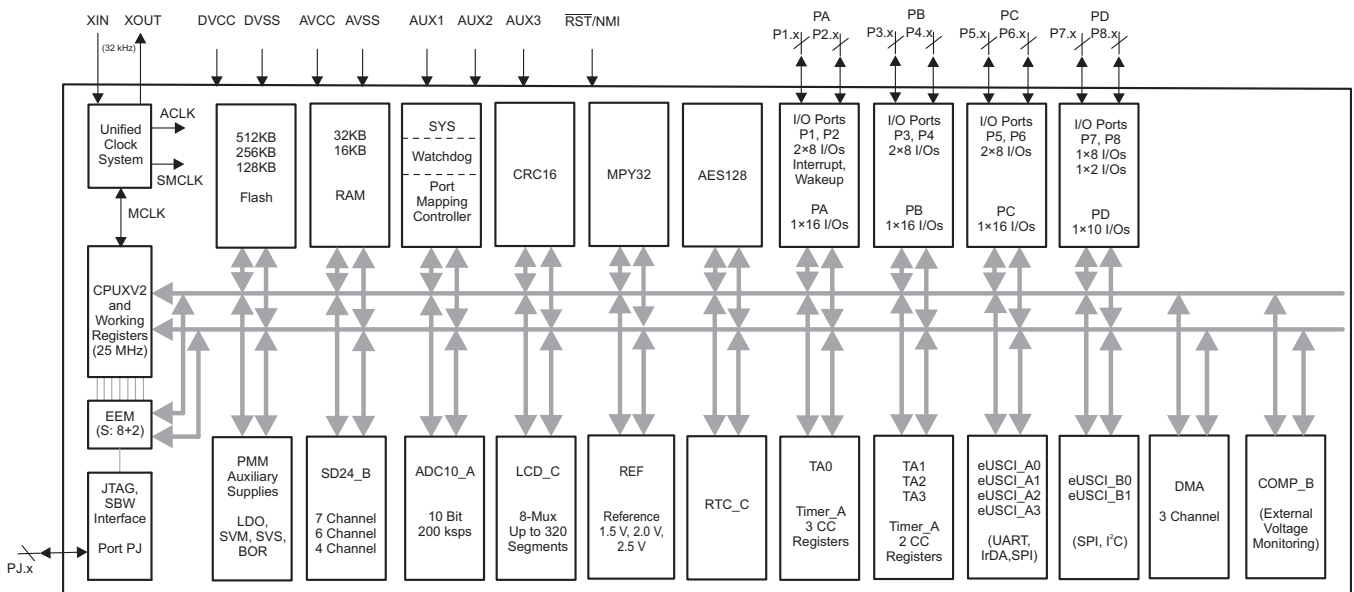 XIN XOUT DVCC DVSS AVCC AVSS AUX1 AUX2 AUX3 RST/NMI
(32 kHz)
PA
P1.x P2.x
PB
P3.x P4.x
PC
P5.x P6.x
PD
P7.x P8.x
Unified
Clock
System
ACLK
SMCLK
MCLK
512KB
256KB
128KB
Flash
32KB
16KB
RAM
SYS
Watchdog
Port
Mapping
Controller
CRC16
MPY32
AES128
I/O Ports
P1, P2
2×8 I/Os
Interrupt,
Wakeup
PA
1×16 I/Os
I/O Ports
P3, P4
2×8 I/Os
PB
1×16 I/Os
I/O Ports
P5, P6
2×8 I/Os
PC
1×16 I/Os
I/O Ports
P7, P8
1×8 I/Os
1×2 I/Os
PD
1×10 I/Os
CPUXV2
and
Working
Registers
(25 MHz)
EEM
(S: 8+2)
JTAG,
SBW
Interface
Port PJ
PJ.x
PMM
Auxiliary
Supplies
LDO,
SVM, SVS,
BOR
SD24_B
7 Channel
6 Channel
4 Channel
ADC10_A
10 Bit
200 ksps
LCD_C
8-Mux
Up to 320
Segments
REF
Reference
1.5 V, 2.0 V,
2.5 V
RTC_C
TA0
Timer_A
3 CC
Registers
TA1
TA2
TA3
Timer_A
2 CC
Registers
eUSCI_A0
eUSCI_A1
eUSCI_A2
eUSCI_A3
(UART,
IrDA,SPI)
eUSCI_B0
eUSCI_B1
(SPI, I²C)
DMA
3 Channel
COMP_B
(External
Voltage
Monitoring)